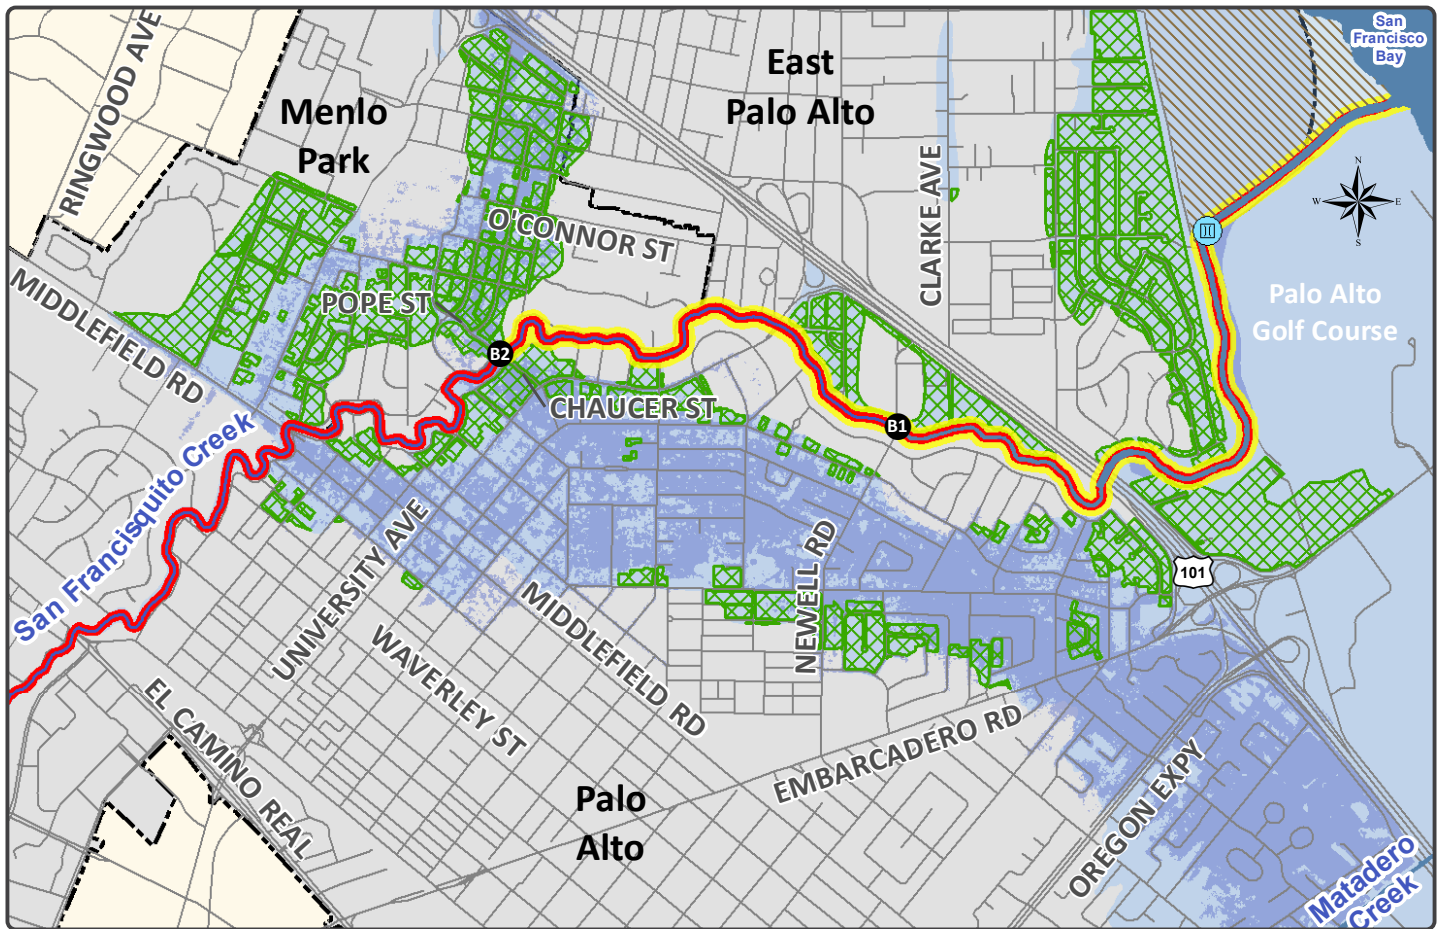 San
Francisco
Bay
RINGWOOD AVE
East
Palo Alto
Menlo
Park
CLARKE AVE
N
W
E
S
O'CONNOR ST
Palo Alto
Golf Course
POPE ST
MIDDLEFIELD RD
B2
CHAUCER ST
B1
San Francisquito Creek
UNIVERSITY AVE
NEWELL RD
101
MIDDLEFIELD RD
WAVERLEY ST
EL CAMINO REAL
EMBARCADERO RD
OREGON EXPY
Palo
Alto
Matadero
Creek